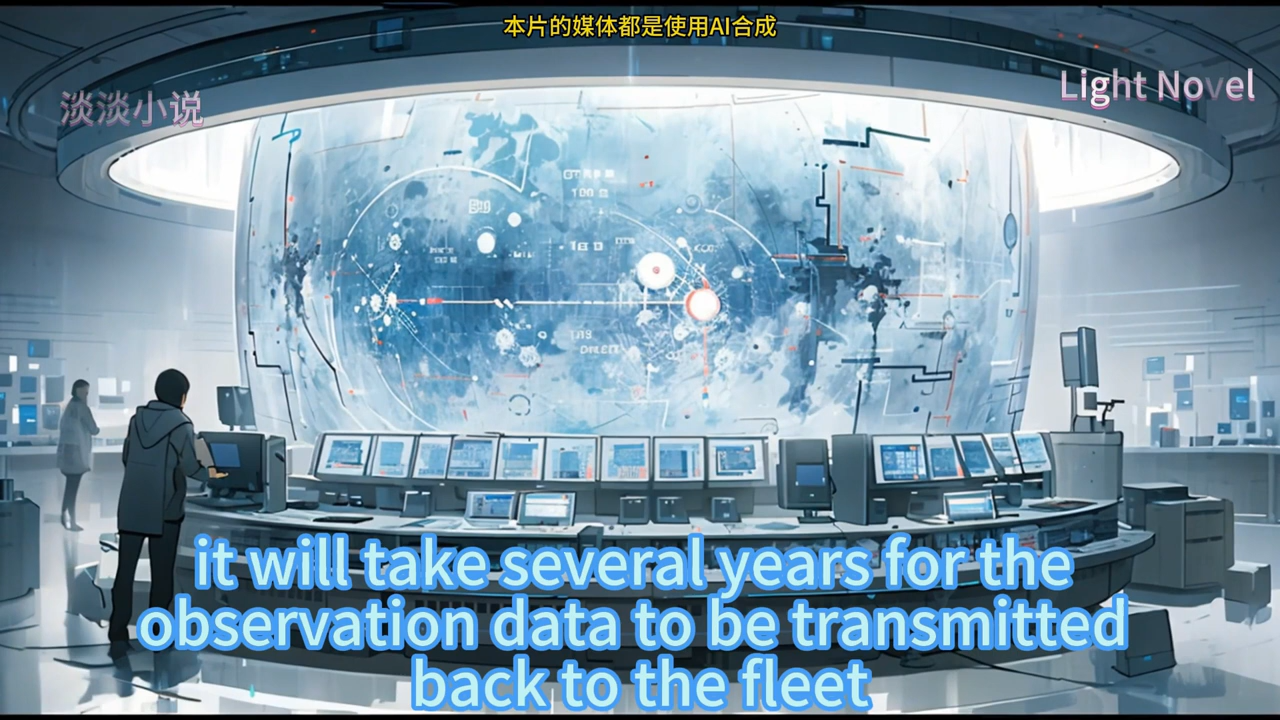 本片的媒体都是使用AI合成
Light Novel
淡淡小说
it will take several years for the
observation data to be transmitted
back to the fleet